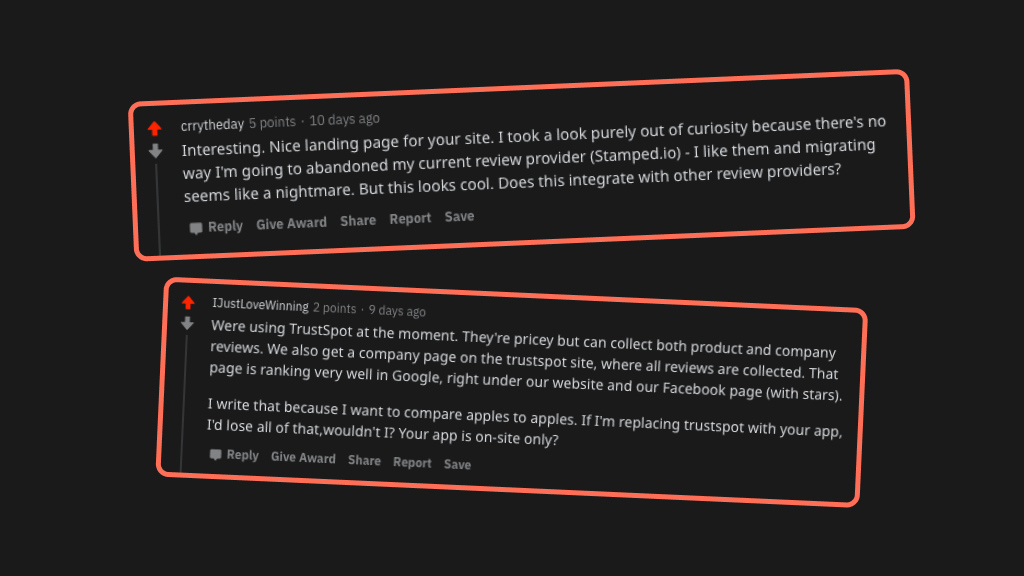 crrytheday 5 points · 10 days ago
Interesting. Nice landing page for your site. I took a look purely out of curiosity because there's no
way I'm going to abandoned my current review provider (Stamped.io) - I like them and migrating
seems like a nightmare. But this looks cool. Does this integrate with other review providers?
Reply Give Award Share Report Save
IJustLoveWinning 2 points · 9 days ago
Were using TrustSpot at the moment. They're pricey but can collect both product and company
reviews. We also get a company page on the trustspot site, where all reviews are collected. That
page is ranking very well in Google, right under our website and our Facebook page (with stars).
I write that because I want to compare apples to apples. If I'm replacing trustspot with your app,
I'd lose all of that,wouldn't I? Your app is on-site only?
Reply Give Award Share Report Save